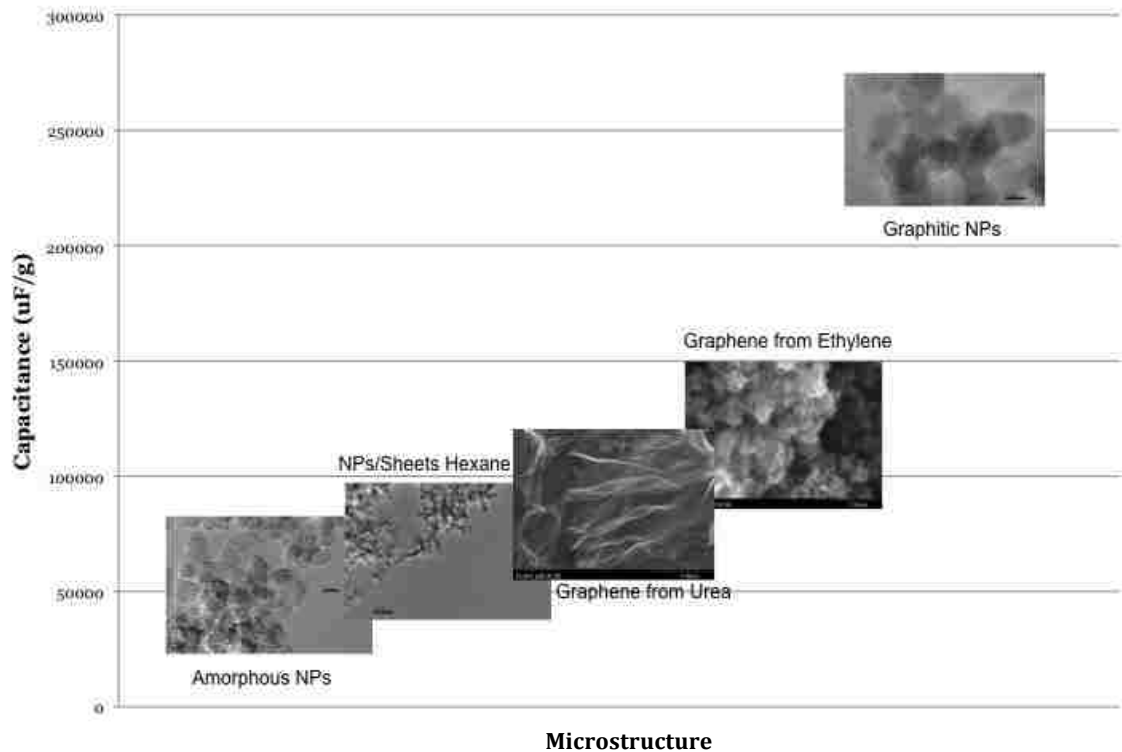 300000
250000
Graphitic NPs
200000
Capacitance (uF/g)
Graphene from Ethylene
150000
NPs/Sheets Hexane
100000
Graphene from Urea
50000
Amorphous NPs
0
Microstructure